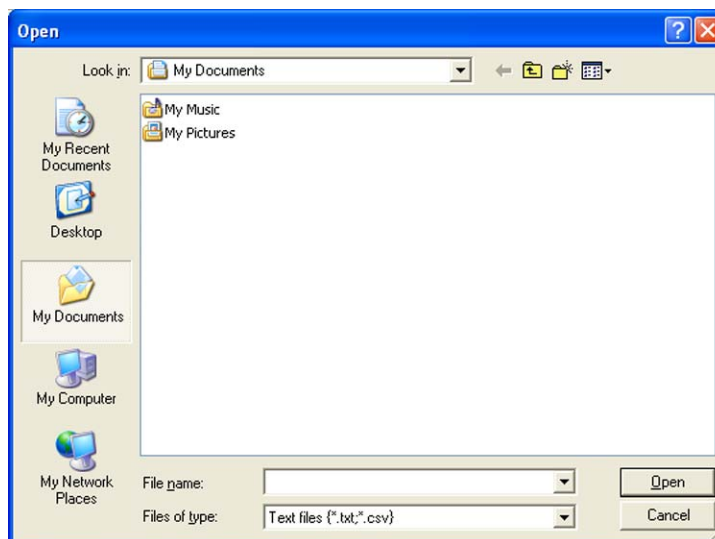 Open
?
X
Look in: My Documents
My Recent
Documents
Desktop
My Documents
My Computer
My Network
Places
My Music
My Pictures
File name:
Open
Files of type: Text files {*.txt;*.csv}
Cancel